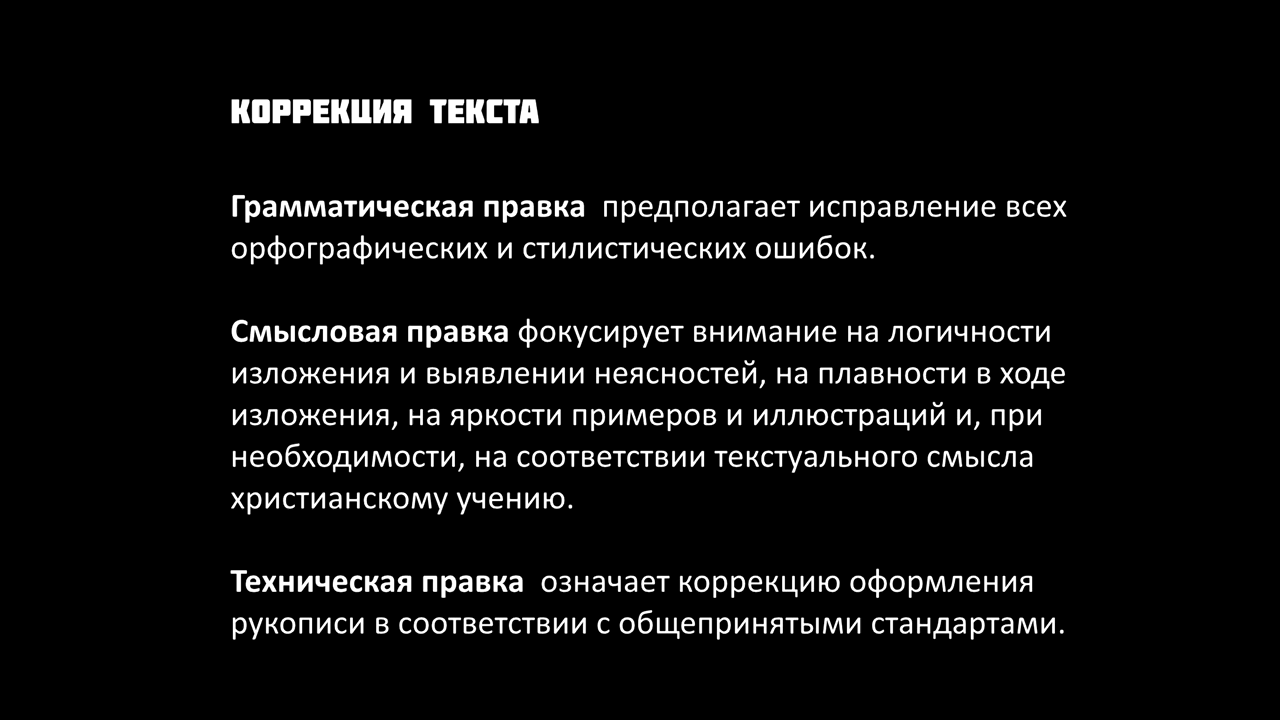 КОРРЕКЦИЯ ТЕКСТА
Грамматическая правка предполагает исправление всех
орфографических и стилистических ошибок.
Смысловая правка фокусирует внимание на логичности
изложения и выявлении неясностей, на плавности в ходе
изложения, на яркости примеров и иллюстраций и, при
необходимости, на соответствии текстуального смысла
христианскому учению.
Техническая правка означает коррекцию оформления
рукописи в соответствии с общепринятыми стандартами.